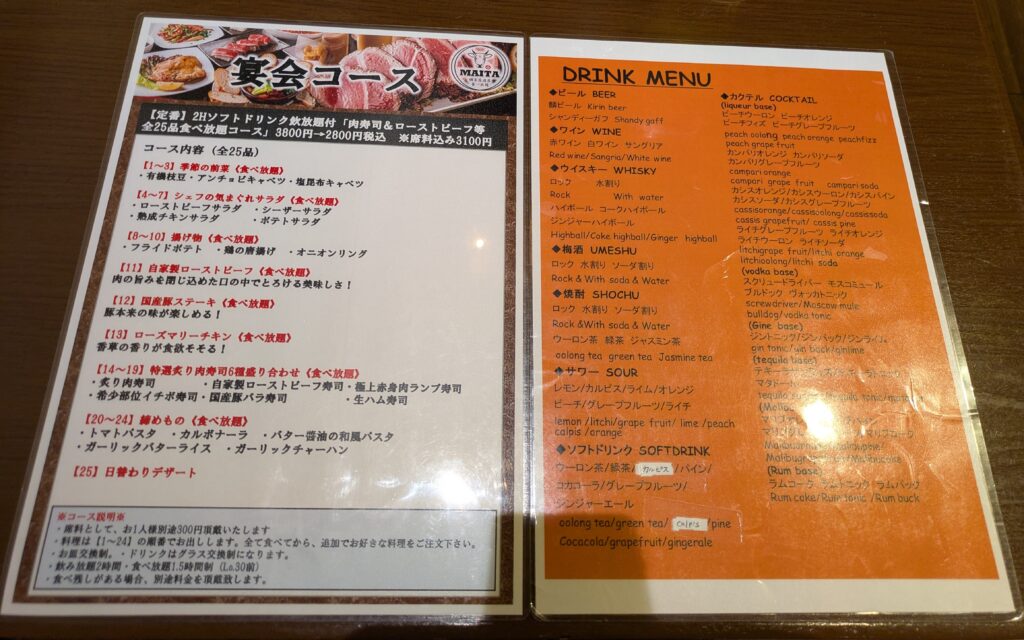 宴会コース
MAITA
【定番】2Hソフトドリンク飲放題付「肉寿司&ローストビーフ等
全25品食べ放題コース」3800円→2800円税込 ※席料込み3100円
コース内容(全25品)
【1~3】季節の前菜《食べ放題》
・有機枝豆・アンチョビキャベツ・塩昆布キャベツ
【4~7】シェフの気まぐれサラダ《食べ放題》
・ローストビーフサラダ ・シーザーサラダ
・熟成チキンサラダ ・ポテトサラダ
【8~10】揚げ物《食べ放題》
・フライドポテト ・鶏の唐揚げ ・オニオンリング
【11】自家製ローストビーフ《食べ放題》
肉の旨みを閉じ込めた口の中でとろける美味しさ!
【12】国産豚ステーキ《食べ放題》
豚本来の味が楽しめる!
【13】ローズマリーチキン《食べ放題》
香草の香りが食欲そそる!
【14~19】特選炙り肉寿司6種盛り合わせ《食べ放題》
・炙り肉寿司 ・自家製ローストビーフ寿司・極上赤身肉ランプ寿司
・希少部位イチボ寿司・国産豚バラ寿司 ・生ハム寿司
【20~24】締めもの《食べ放題》
・トマトパスタ ・カルボナーラ ・バター醤油の和風パスタ
・ガーリックバターライス ・ガーリックチャーハン
【25】日替わりデザート
※コース説明※
・席料として、お1人様別途300円頂戴いたします
・料理は【1~24】の順番でお出しします。全て食べてから、追加でお好きな料理をご注文下さい。
・お皿交換制。・ドリンクはグラス交換制になります。
・飲み放題2時間・食べ放題1.5時間制(Lo.30前)
・食べ残しがある場合、別途料金を頂戴致します。
DRINK MENU
◆ビール BEER
麒ビール Kirin beer
シャンディーガフ Shandy gaff
◆ワイン WINE
赤ワイン 白ワイン サングリア
Red wine/Sangria/White wine
◆ウイスキー WHISKY
ロック 水割り
Rock With water
ハイボール コークハイボール
ジンジャーハイボール
Highball/Coke highball/Ginger highball
◆梅酒 UMESHU
ロック 水割り ソーダ割り
Rock & With soda & Water
◆焼酎 SHOCHU
ロック 水割り ソーダ割り
Rock &With soda & Water
ウーロン茶 緑茶 ジャスミン茶
oolong tea green tea Jasmine tea
◆サワー SOUR
レモン/カルピス/ライム/オレンジ
ピーチ/グレープフルーツ/ライチ
lemon /litchi/grape fruit/ lime /peach
calpis /orange
◆ソフトドリンク SOFTDRINK
ウーロン茶/緑茶/カルピス/パイン/
コカコーラ/グレープフルーツ/
ジンジャーエール
oolong tea/green tea/ Calpis /pine
Cocacola/grapefruit/gingerale
◆カクテル COCKTAIL
(liqueur base)
ピーチウーロン ピーチオレンジ
ピーチフィズ ピーチグレープフルーツ
peach oolong peach orange peachfizz
peach grape fruit
カンパリオレンジ カンパリソーダ
カンパリグレープフルーツ
campari orange
campari grape fruit campari soda
カシスオレンジ/カシスウーロン/カシスパイン
カシスソーダ/カシスグレープフルーツ
cassisorange/cassisoolong/cassissoda
cassis grapefruit/ cassis pine
ライチグレープフルーツ ライチオレンジ
ライチウーロン ライチソーダ
litchigrape fruit/litchi orange
litchioolong/litchi soda
(vodka base)
スクリュードライバー モスコミュール
ブルドック ヴォッカトニック
screwdriver/Moscow mule
bulldog/vodka tonic
(Gine base)
ジントニック/ジンバック/ジンライム
gin tonic/gin back/ginlime
(tequila base)
マタドール
(Rum base)
ラムコーク ラムトニック ラムバック
Rum coke/Rum tonic /Rum buck